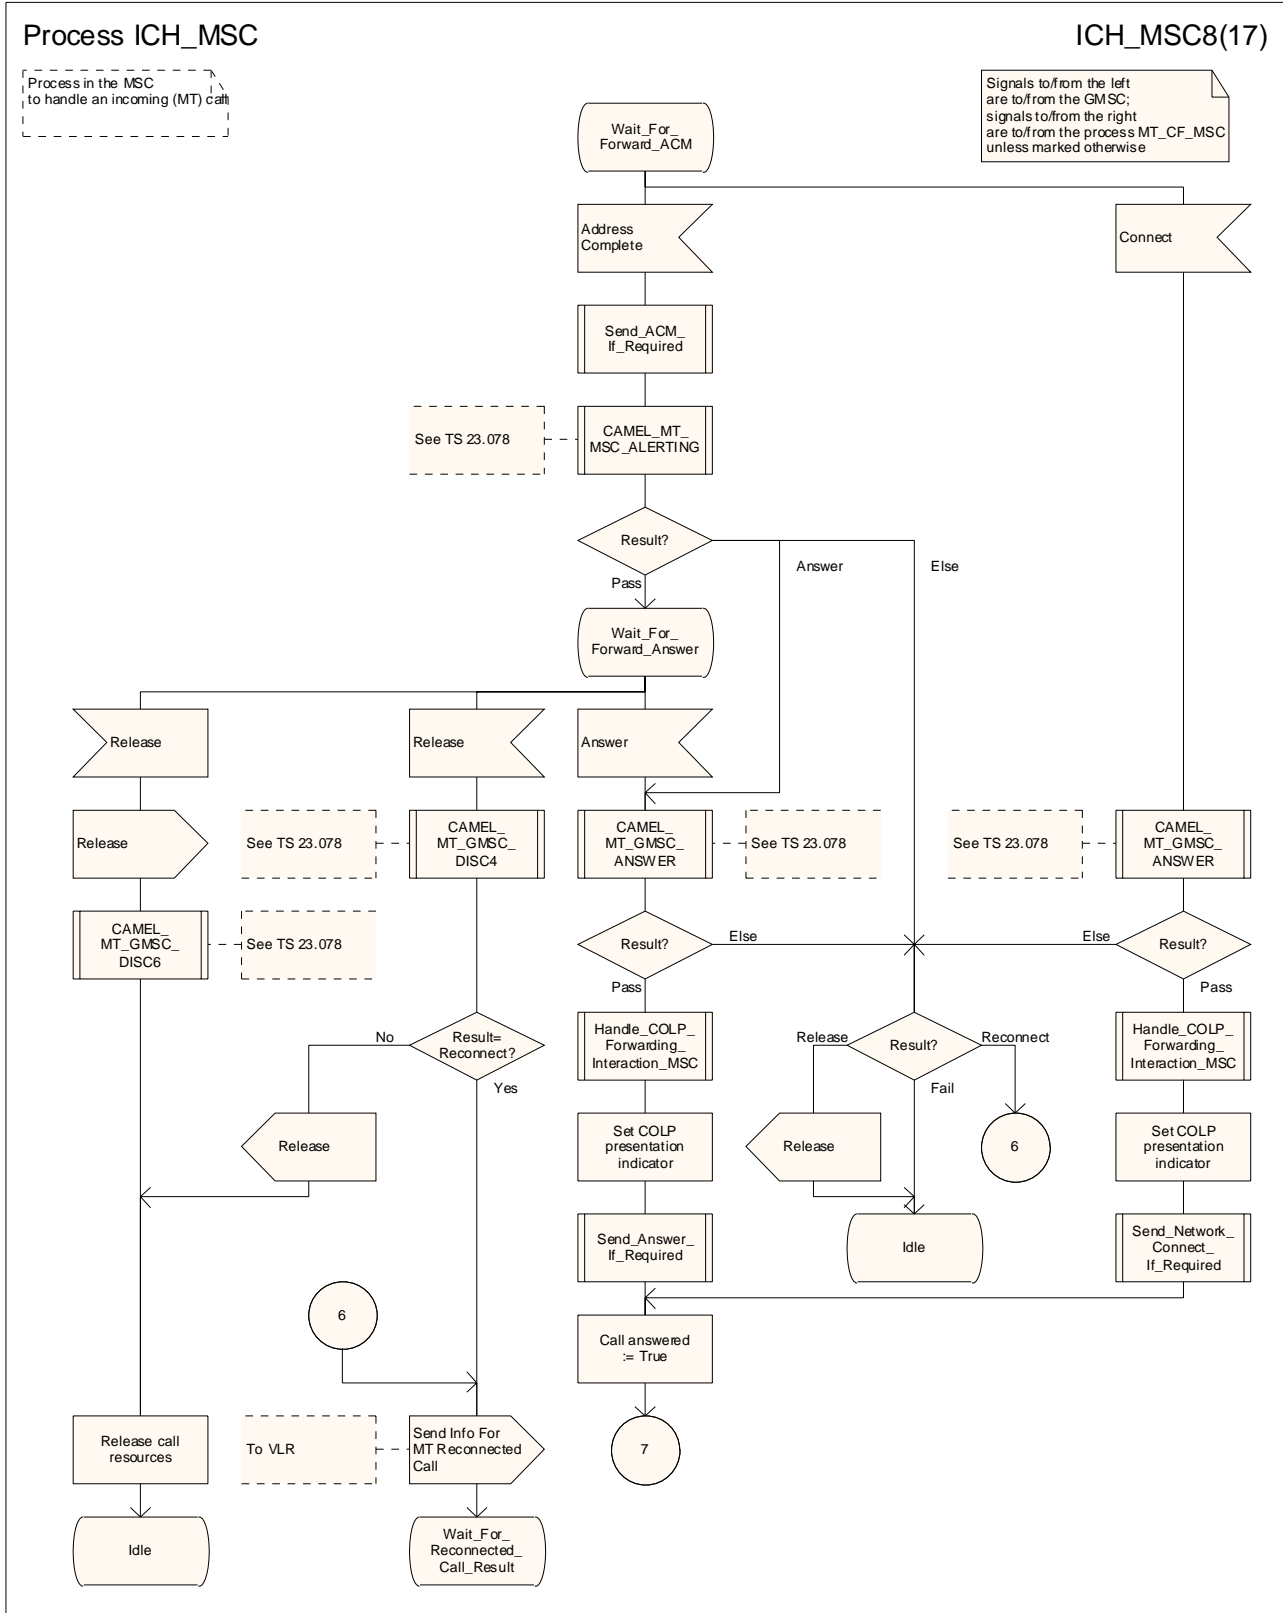 Process ICH_MSC
ICH_MSC8(17)
Process in the MSC
to handle an incoming (MT) call
Signals to/from the left
are to/from the GMSC;
signals to/from the right
are to/from the process MT_CF_MSC
unless marked otherwise
Wait_For_
Forward_ACM
Address
Complete
Connect
Send_ACM_
If_Required
See TS 23.078
CAMEL_MT_
MSC_ALERTING
Result?
Answer
Else
Pass
Wait_For_
Forward_Answer
Release
Release
Answer
Release
See TS 23.078
CAMEL_
MT_GMSC_
DISC4
CAMEL_
MT_GMSC_
ANSWER
See TS 23.078
See TS 23.078
CAMEL_
MT_GMSC_
ANSWER
CAMEL_
MT_GMSC_
DISC6
See TS 23.078
Result?
Else
Else
Result?
Pass
Pass
No
Result=
Reconnect?
Yes
Handle_COLP_
Forwarding_
Interaction_MSC
Release
Result?
Reconnect
Fail
Handle_COLP_
Forwarding_
Interaction_MSC
Release
Set COLP
presentation
indicator
Release
6
Set COLP
presentation
indicator
Send_Answer_
If_Required
Idle
Send_Network_
Connect_
If_Required
6
Call answered
:= True
Release call
resources
To VLR
Send Info For
MT Reconnected
Call
7
Idle
Wait_For_
Reconnected_
Call_Result